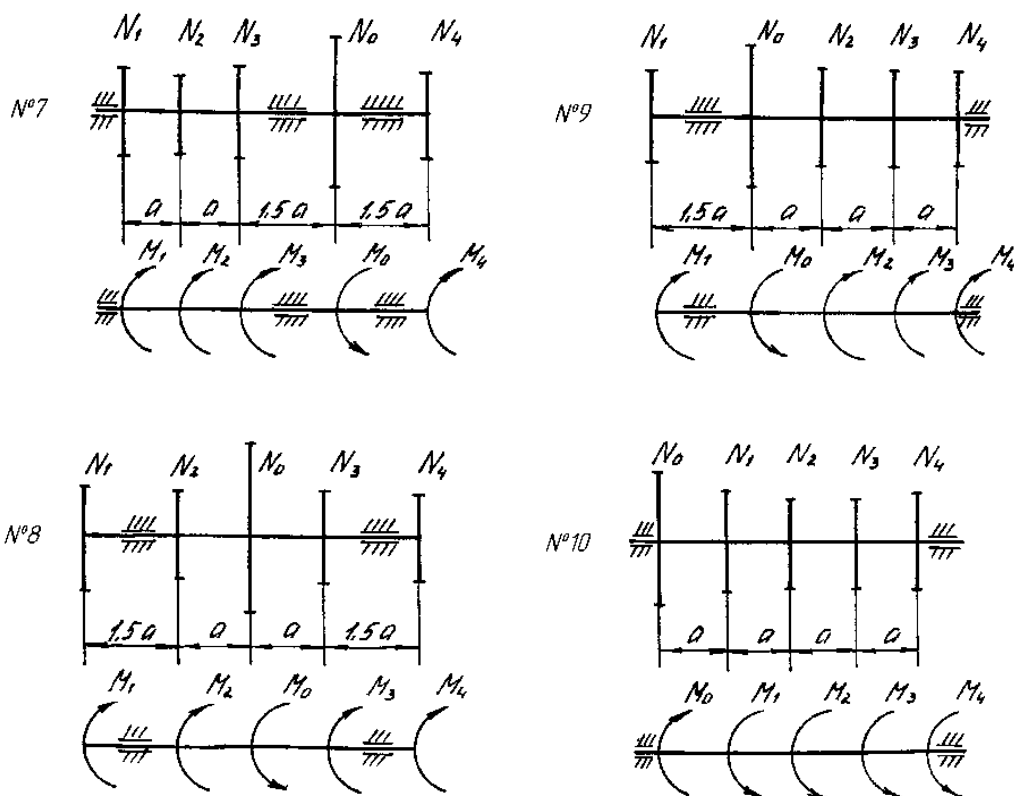 №7
N₁ N₂ N₃ N₀ N₄
a a 1,5a 1,5a
M₁ M₂ M₃ M₀ M₄
№9
N₁ N₀ N₂ N₃ N₄
1,5a a a a
M₁ M₀ M₂ M₃ M₄
№8
N₁ N₂ N₀ N₃ N₄
1,5a a a 1,5a
M₁ M₂ M₀ M₃ M₄
№10
N₀ N₁ N₂ N₃ N₄
a a a a
M₀ M₁ M₂ M₃ M₄